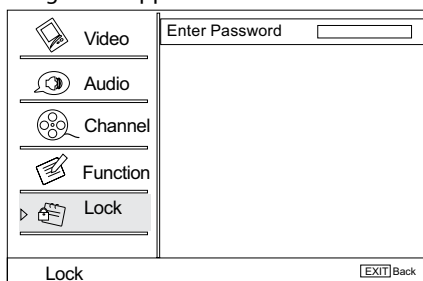 Video
Audio
Channel
Function
Lock
Enter Password
Lock
EXIT Back